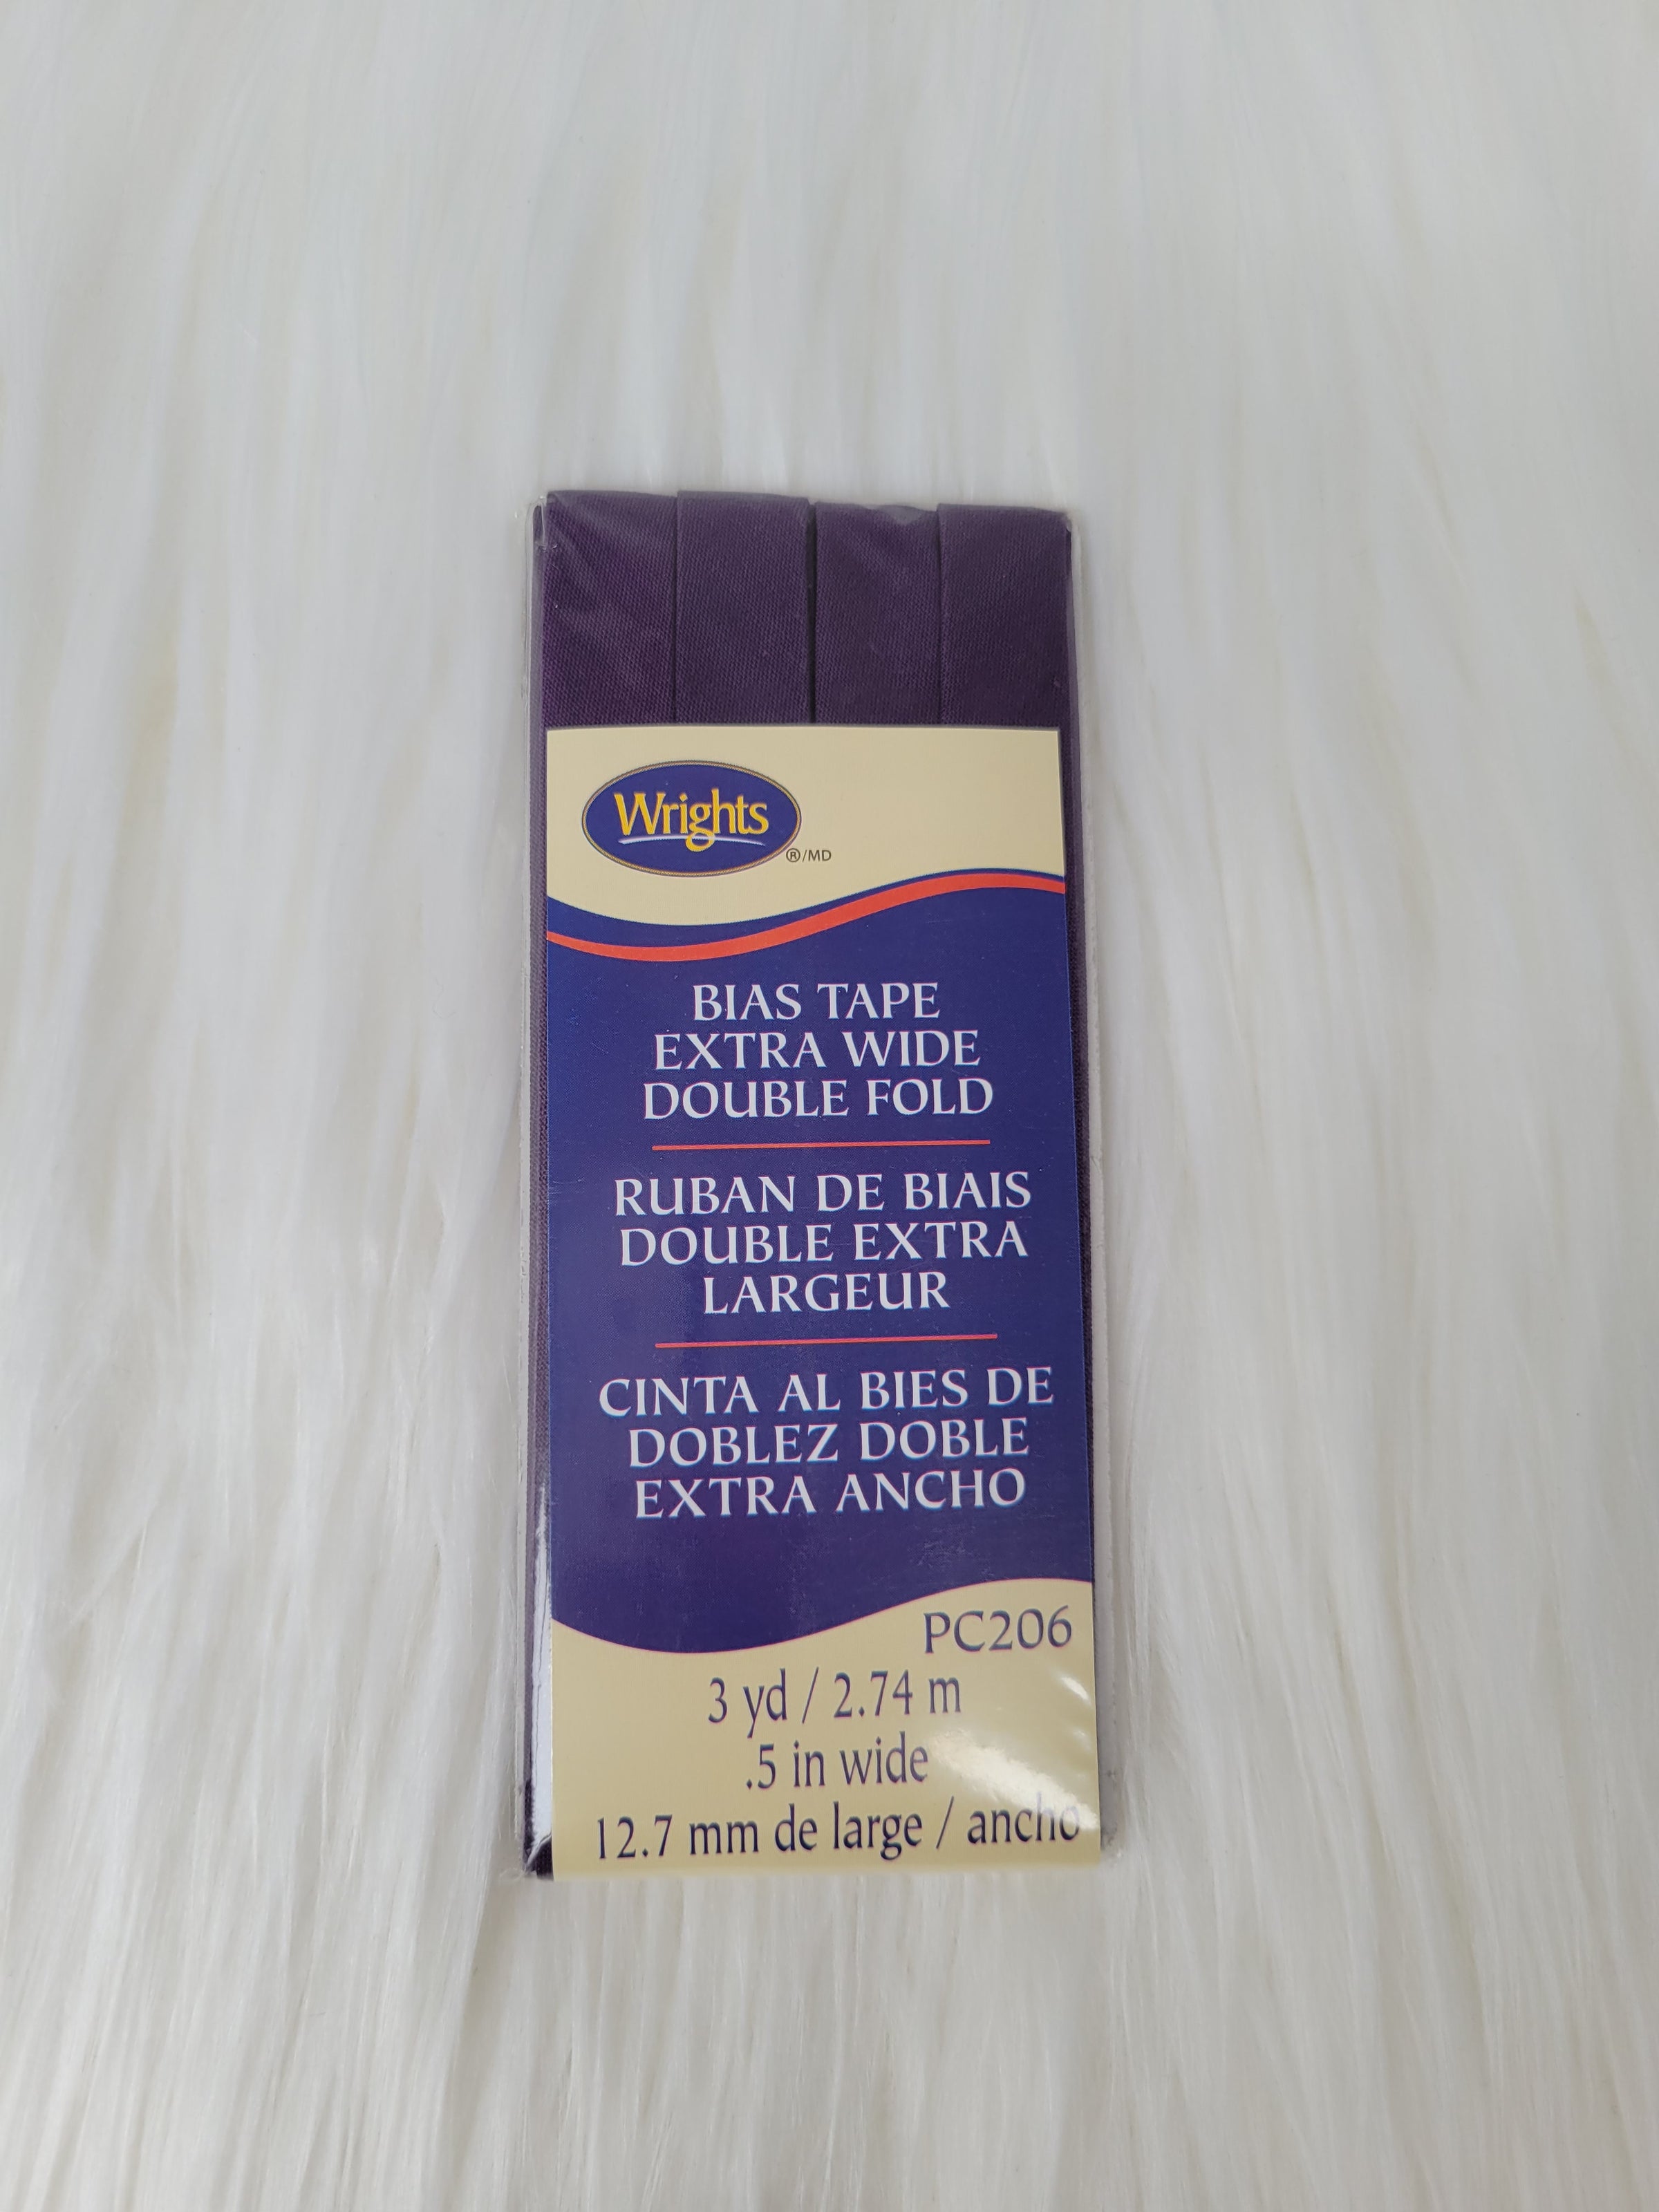 Wrights
®/MD
BIAS TAPE
EXTRA WIDE
DOUBLE FOLD
RUBAN DE BIAIS
DOUBLE EXTRA
LARGEUR
CINTA AL BIES DE
DOBLEZ DOBLE
EXTRA ANCHO
PC206
3 yd / 2.74 m
.5 in wide
12.7 mm de large / ancho